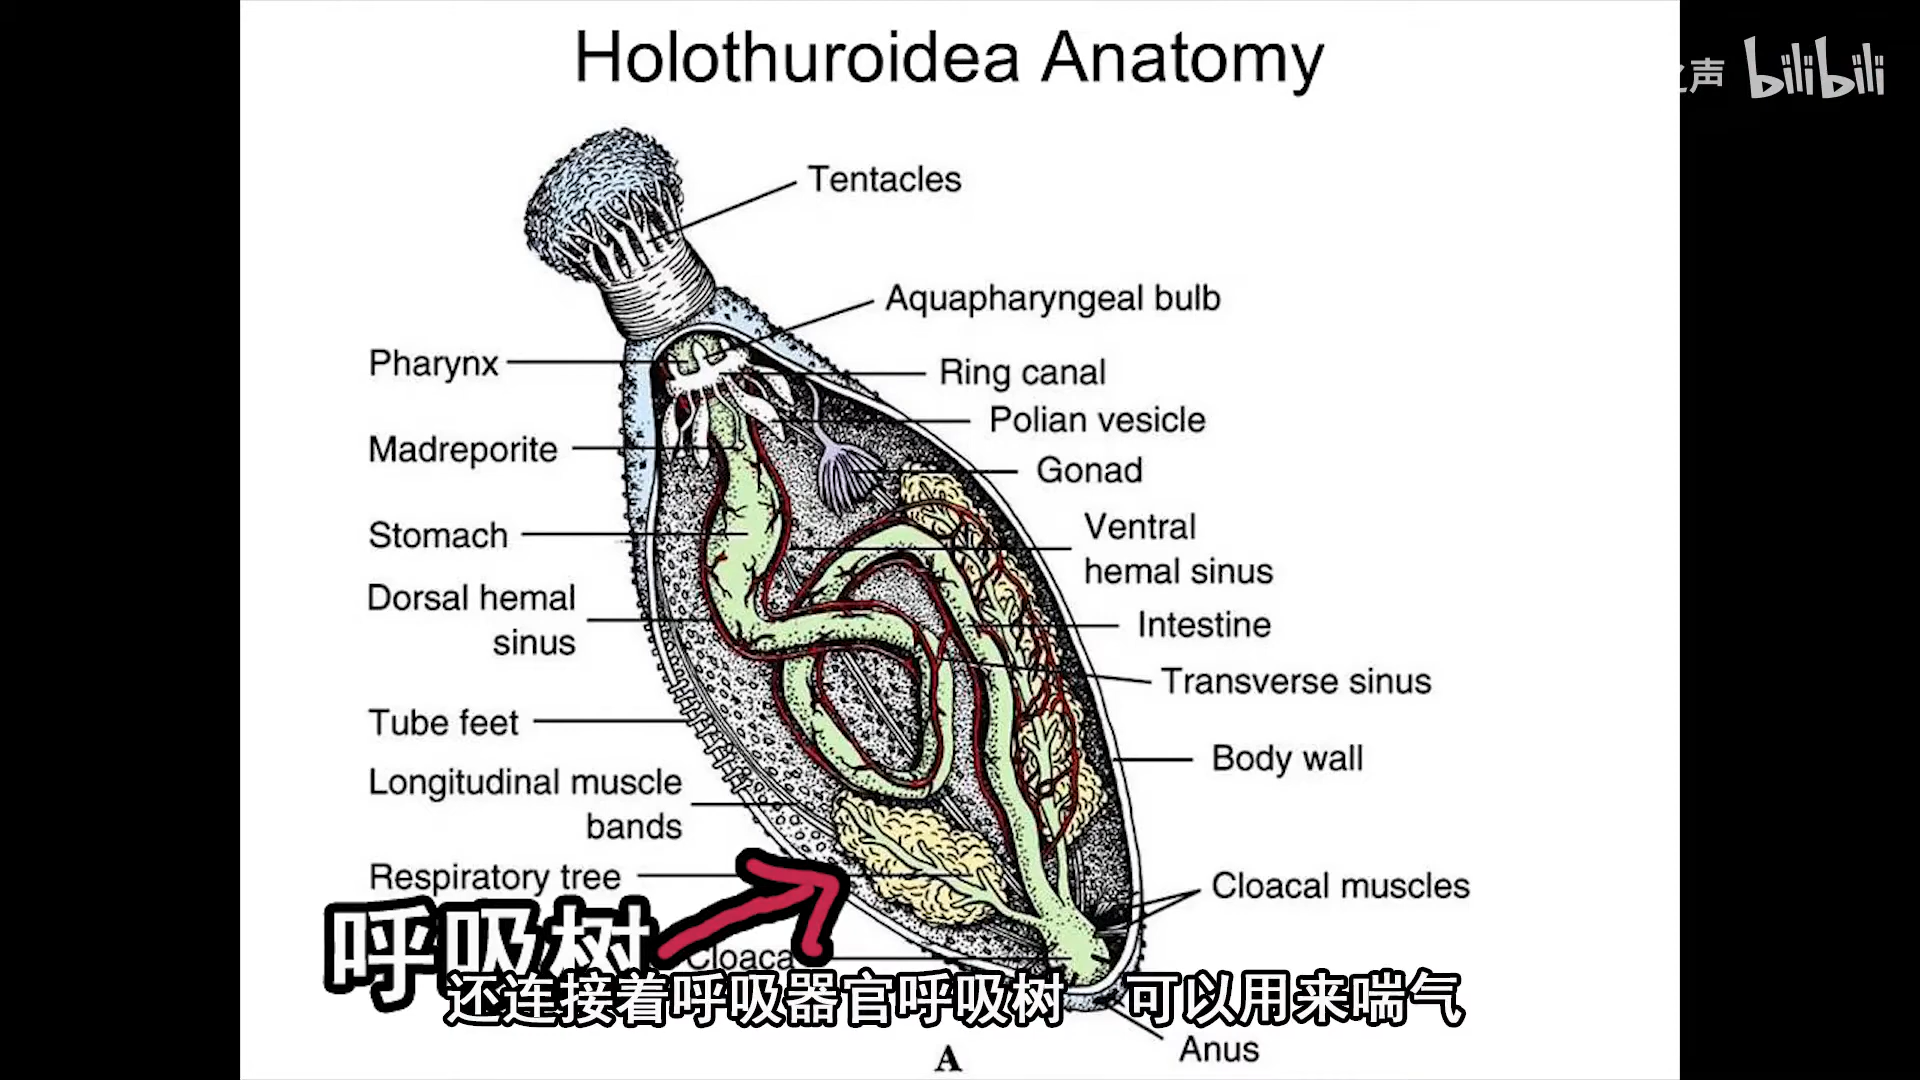 Holothuroidea Anatomy
之声 bilibili
Tentacles
Aquapharyngeal bulb
Pharynx
Ring canal
Polian vesicle
Madreporite
Gonad
Stomach
Ventral
hemal sinus
Dorsal hemal
sinus
Intestine
Transverse sinus
Tube feet
Body wall
Longitudinal muscle
bands
Respiratory tree
Cloacal muscles
呼吸树
Cloaca
还连接着呼吸器官呼吸树 可以用来喘气
Anus
A